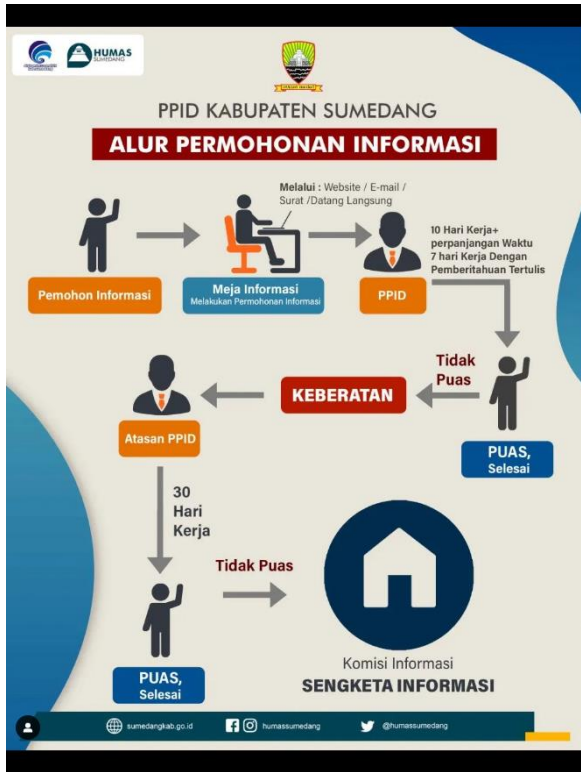 HUMAS
SUMEDANG
PPID KABUPATEN SUMEDANG
ALUR PERMOHONAN INFORMASI
Melalui : Website / E-mail /
Surat /Datang Langsung
Pemohon Informasi
Meja Informasi
Melakukan Permohonan Informasi
PPID
10 Hari Kerja+
perpanjangan Waktu
7 hari Kerja Dengan
Pemberitahuan Tertulis
Tidak
Puas
KEBERATAN
Atasan PPID
PUAS,
Selesai
30
Hari
Kerja
Tidak Puas
PUAS,
Selesai
Komisi Informasi
SENGKETA INFORMASI
sumedangkab.go.id
humassumedang
@humassumedang